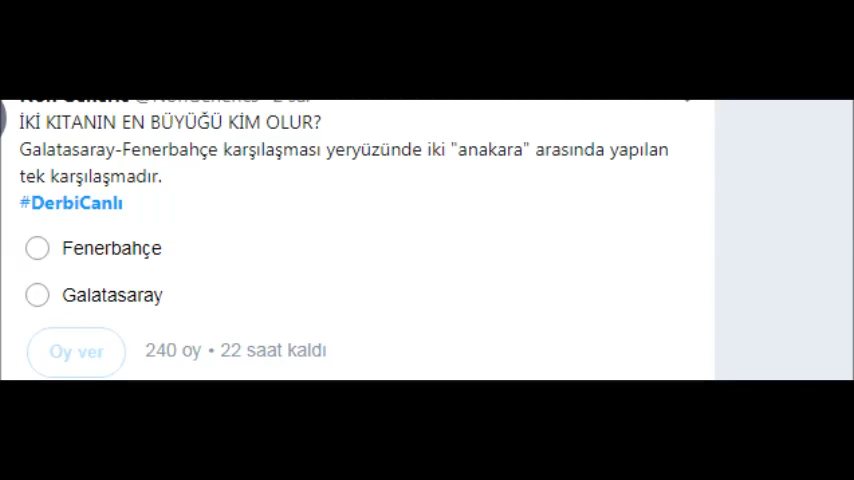 İKİ KITANIN EN BÜYÜĞÜ KİM OLUR?
Galatasaray-Fenerbahçe karşılaşması yeryüzünde iki "anakara" arasında yapılan
tek karşılaşmadır.
#DerbiCanlı
Fenerbahçe
Galatasaray
Oy ver 240 oy • 22 saat kaldı